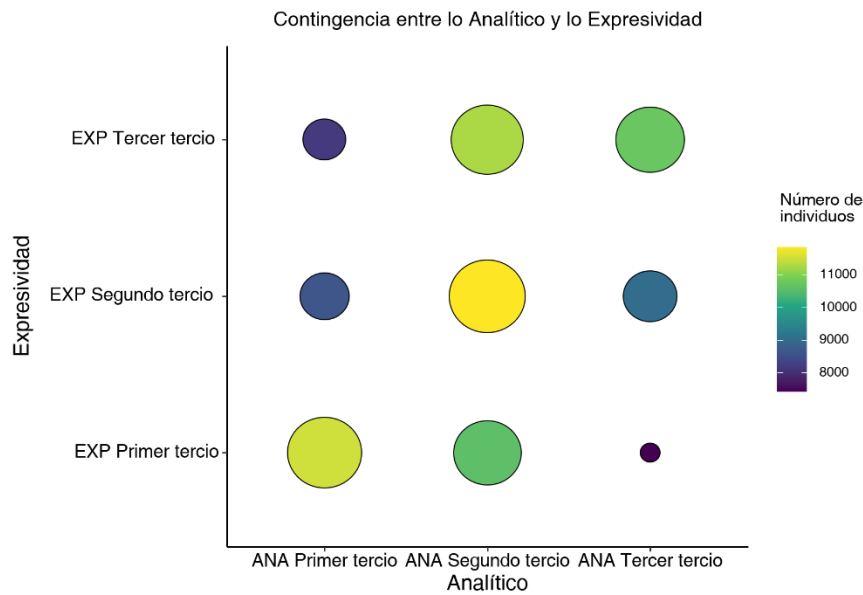 Contingencia entre lo Analítico y lo Expresividad
EXP Tercer tercio
EXP Segundo tercio
EXP Primer tercio
Expresividad
ANA Primer tercio
ANA Segundo tercio
ANA Tercer tercio
Analítico
Número de
individuos
11000
10000
9000
8000